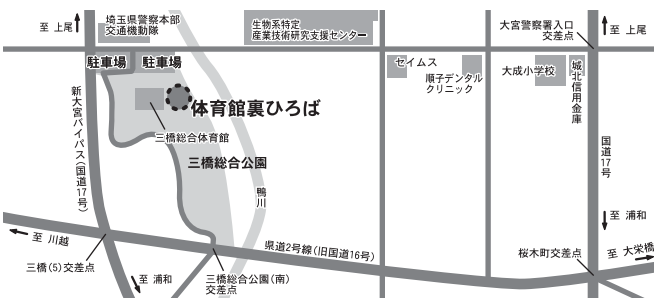 至 上尾
埼玉県警察本部
交通機動隊
生物系特定
産業技術研究支援センター
大宮警察署入口
交差点
至 上尾
駐車場
駐車場
セイムス
順子デンタル
クリニック
大成小学校
城北信用金庫
体育館裏ひろば
新大宮バイパス(国道17号)
三橋総合体育館
三橋総合公園
国道17号
鴨川
至 川越
県道2号線(旧国道16号)
至 浦和
桜木町交差点
至 大栄橋
三橋(5)交差点
至 浦和
三橋総合公園(南)
交差点